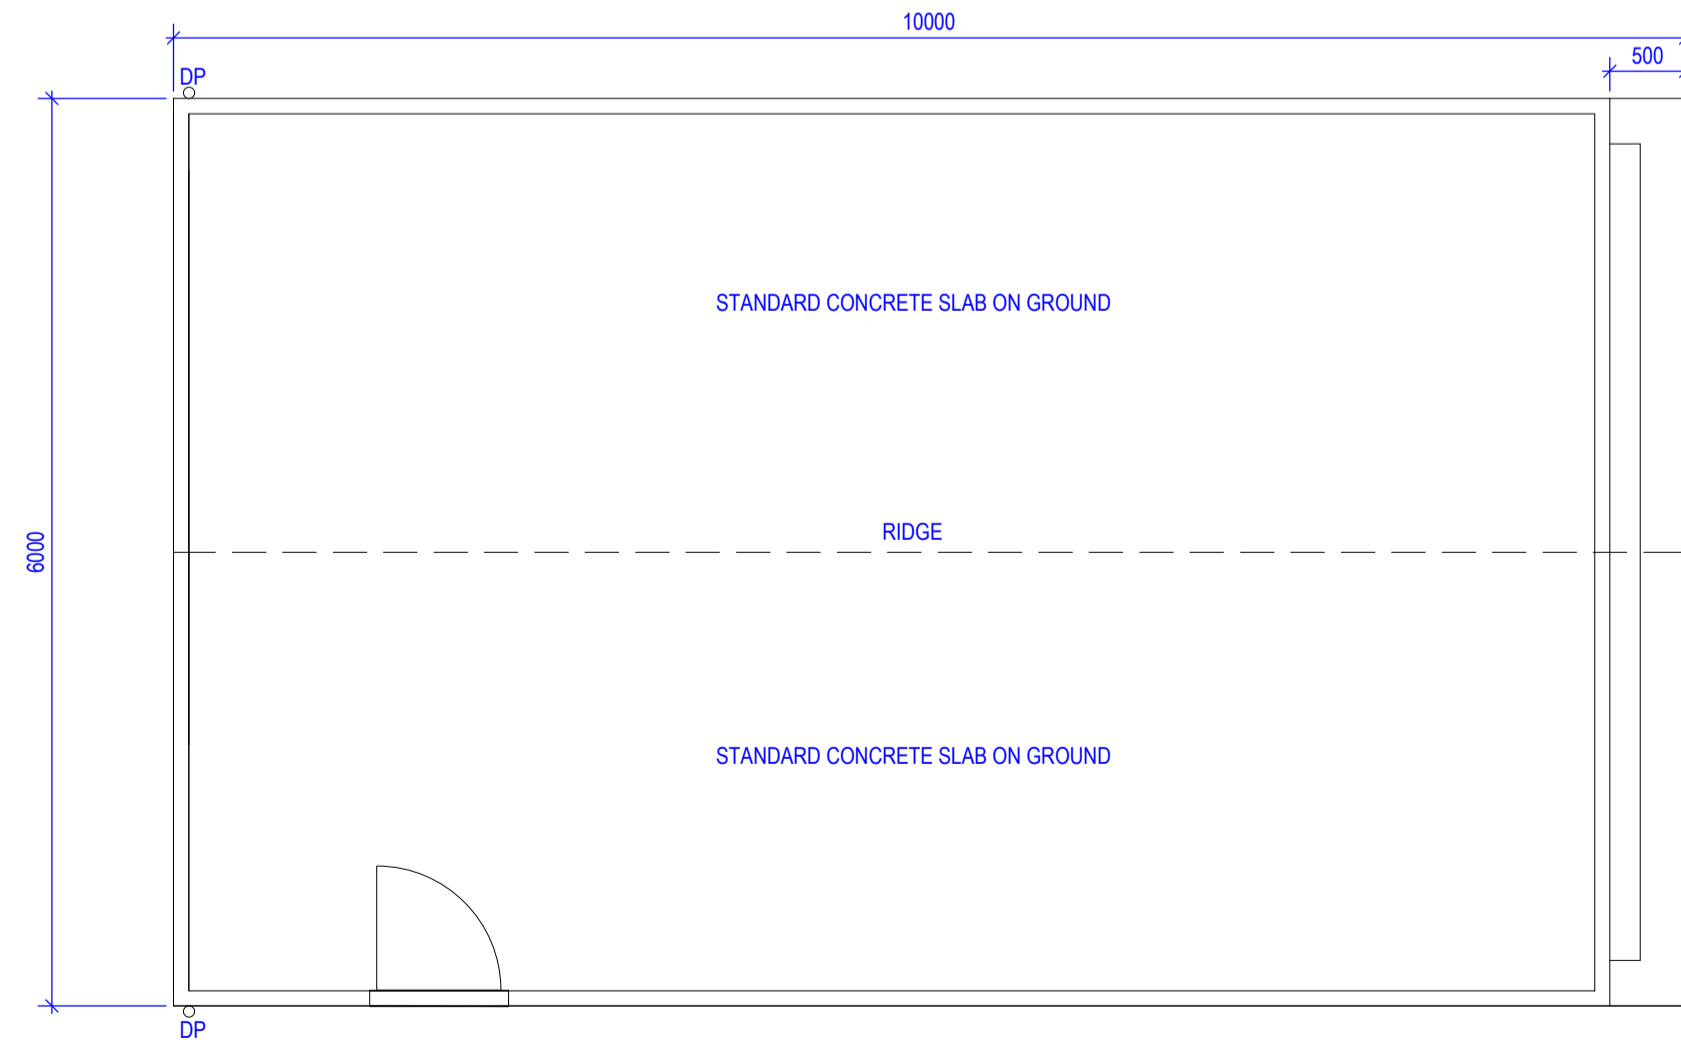 10000
500
DP
STANDARD CONCRETE SLAB ON GROUND
RIDGE
6000
STANDARD CONCRETE SLAB ON GROUND
DP